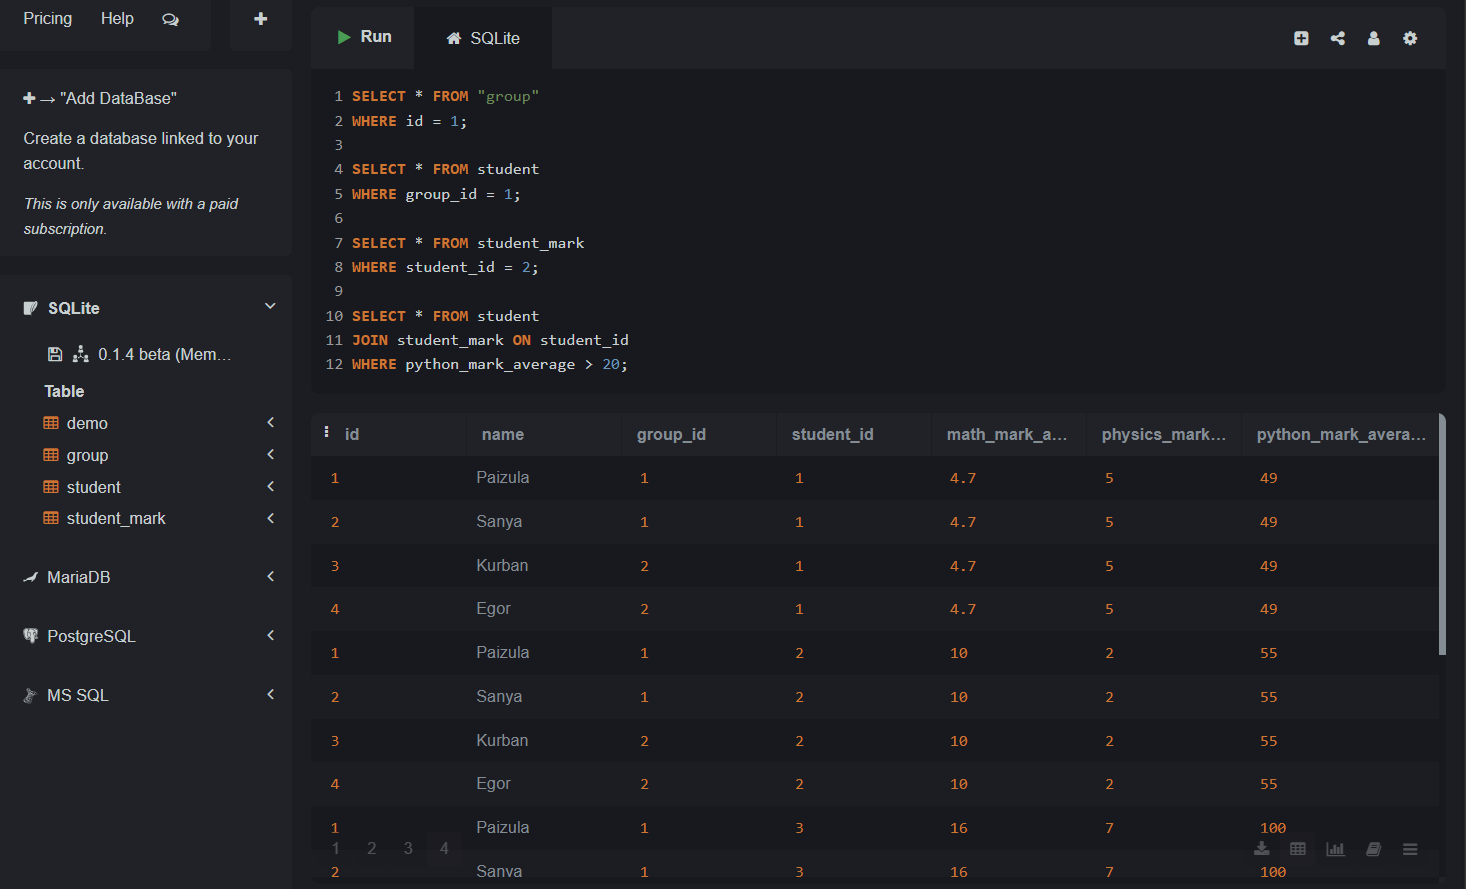 Pricing Help
Run SQLite
→ "Add DataBase"
Create a database linked to your
account.
This is only available with a paid
subscription.
SQLite
0.1.4 beta (Mem...
Table
demo
group
student
student_mark
MariaDB
PostgreSQL
MS SQL
1 SELECT * FROM "group"
2 WHERE id = 1;
3
4 SELECT * FROM student
5 WHERE group_id = 1;
6
7 SELECT * FROM student_mark
8 WHERE student_id = 2;
9
10 SELECT * FROM student
11 JOIN student_mark ON student_id
12 WHERE python_mark_average > 20;
id name group_id student_id math_mark_a... physics_mark... python_mark_avera...
1 Paizula 1 1 4.7 5 49
2 Sanya 1 1 4.7 5 49
3 Kurban 2 1 4.7 5 49
4 Egor 2 1 4.7 5 49
1 Paizula 1 2 10 2 55
2 Sanya 1 2 10 2 55
3 Kurban 2 2 10 2 55
4 Egor 2 2 10 2 55
1 Paizula 1 3 16 7 100
1 2 3 4
2 Sanya 1 3 16 7 100